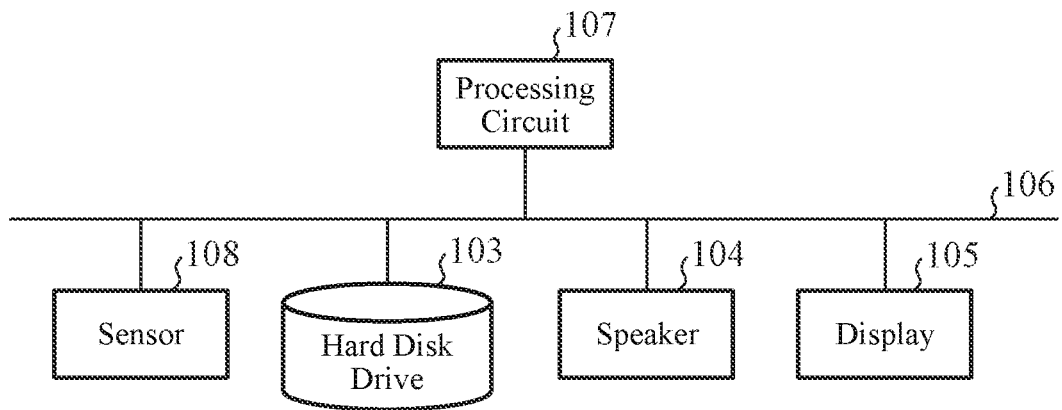 107
Processing
Circuit
106
108
103
104
105
Sensor
Hard Disk
Drive
Speaker
Display